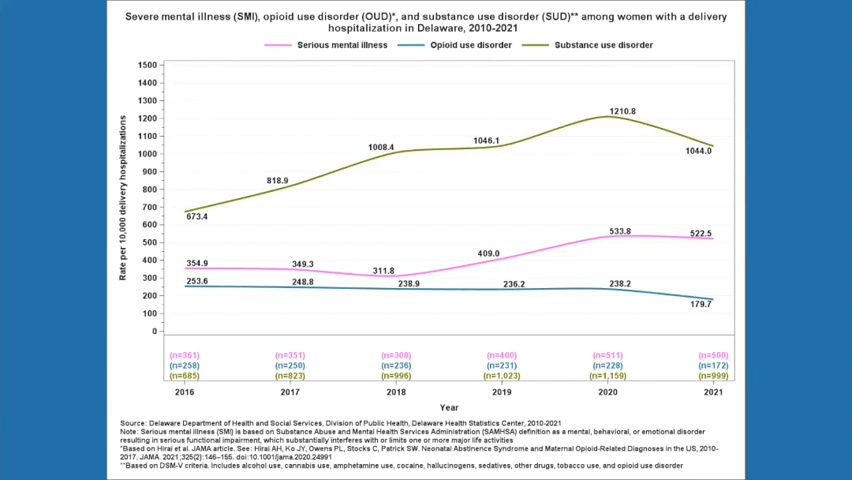 Severe mental illness (SMI), opioid use disorder (OUD)*, and substance use disorder (SUD)** among women with a delivery
hospitalization in Delaware, 2010-2021
Serious mental illness Opioid use disorder Substance use disorder
Rate per 10,000 delivery hospitalizations
1500
1400
1300
1200
1100
1000
900
800
700
600
500
400
300
200
100
0
673.4 818.9 1008.4 1046.1 1210.8 1044.0
354.9 349.3 311.8 409.0 533.8 522.5
253.6 248.8 238.9 236.2 238.2 179.7
(n=361) (n=351) (n=308) (n=400) (n=511) (n=500)
(n=258) (n=250) (n=236) (n=231) (n=228) (n=172)
(n=685) (n=823) (n=996) (n=1,023) (n=1,159) (n=999)
2016 2017 2018 2019 2020 2021
Year
Source: Delaware Department of Health and Social Services, Division of Public Health, Delaware Health Statistics Center, 2010-2021
Note: Serious mental illness (SMI) is based on Substance Abuse and Mental Health Services Administration (SAMHSA) definition as a mental, behavioral, or emotional disorder
resulting in serious functional impairment, which substantially interferes with or limits one or more major life activities
*Based on Hirai et al. JAMA article. See: Hirai AH, Ko JY, Owens PL, Stocks C, Patrick SW. Neonatal Abstinence Syndrome and Maternal Opioid-Related Diagnoses in the US, 2010-
2017. JAMA. 2021;325(2):146–155. doi:10.1001/jama.2020.24991
**Based on DSM-V criteria. Includes alcohol use, cannabis use, amphetamine use, cocaine, hallucinogens, sedatives, other drugs, tobacco use, and opioid use disorder